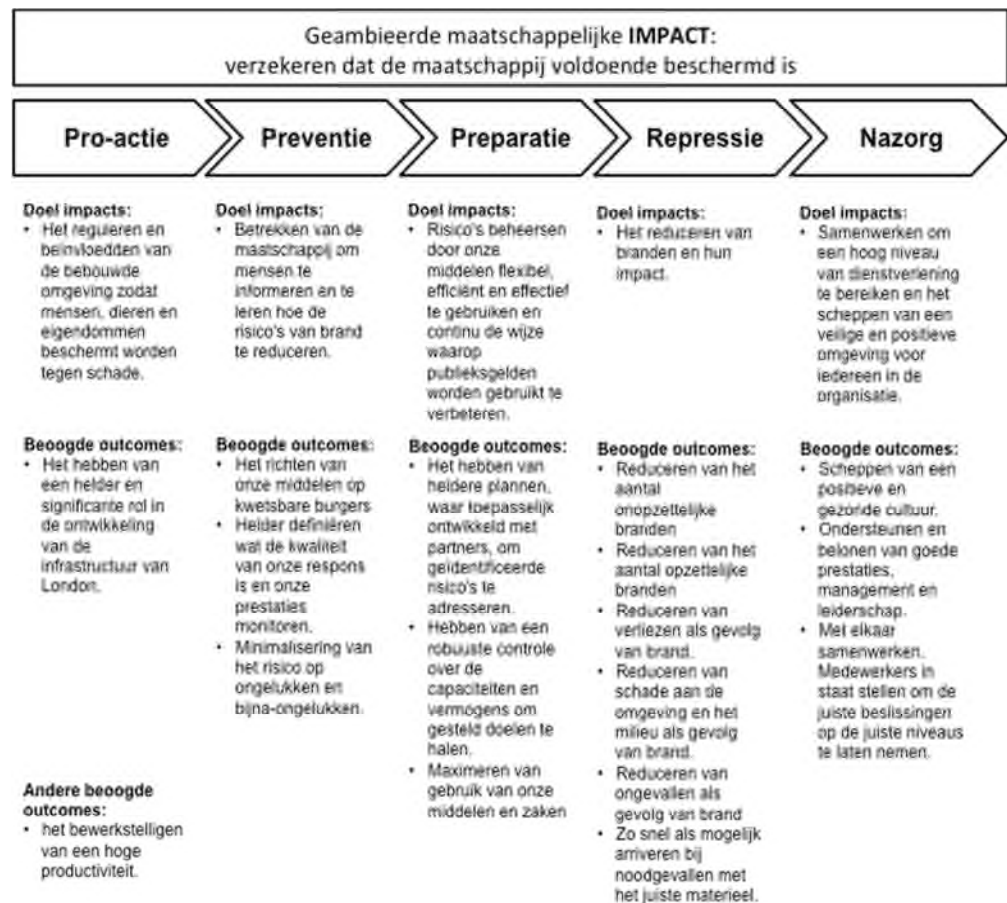 Geambieerde maatschappelijke IMPACT:
verzekeren dat de maatschappij voldoende beschermd is
Pro-actie
Preventie
Preparatie
Repressie
Nazorg
Doel impacts:
• Het reguleren en
beïnvloedden van
de bebouwde
omgeving zodat
mensen, dieren en
eigendommen
beschermt worden
tegen schade.
Beoogde outcomes:
• Het hebben van
een helder en
significante rol in
de ontwikkeling
van de
infrastructuur van
London.
Andere beoogde
outcomes:
• het bewerkstelligen
van een hoge
productiviteit.
Doel impacts:
• Betrekken van de
maatschappij om
mensen te
informeren en te
leren hoe de
risico's van brand
te reduceren.
Beoogde outcomes:
• Het richten van
onze middelen op
kwetsbare burgers
• Helder definiëren
wat de kwaliteit
van onze respons
is en onze
prestaties
monitoren.
• Minimalisering van
het risico op
ongelukken en
bijna-ongelukken.
Doel impacts:
• Risico's beheersen
door onze
middelen flexibel,
efficiënt en effectief
te gebruiken en
continu de wijze
waarop
publieksgelden
worden gebruikt te
verbeteren.
Beoogde outcomes:
• Het hebben van
heldere plannen,
waar toepasselijk
ontwikkeld met
partners, om
geïdentificeerde
risico's te
adresseren.
• Hebben van een
robuuste controle
over de
capaciteiten en
vermogens om
gesteld doelen te
halen.
• Maximeren van
gebruik van onze
middelen en zaken
Doel impacts:
• Het reduceren van
branden en hun
impact.
Beoogde outcomes:
• Reduceren van het
aantal
onopzettelijke
branden
• Reduceren van het
aantal opzettelijke
branden
• Reduceren van
verliezen als gevolg
van brand.
• Reduceren van
schade aan de
omgeving en het
milieu als gevolg
van brand.
• Reduceren van
ongevallen als
gevolg van brand
• Zo snel als mogelijk
arriveren bij
noodgevallen met
het juiste materieel.
Doel impacts:
• Samenwerken om
een hoog niveau
van dienstverlening
te bereiken en het
scheppen van een
veilige en positieve
omgeving voor
iedereen in de
organisatie.
Beoogde outcomes:
• Scheppen van een
positieve en
gezonde cultuur.
• Ondersteunen en
belonen van goede
prestaties,
management en
leiderschap.
• Met elkaar
samenwerken.
Medewerkers in
staat stellen om de
juiste beslissingen
op de juiste niveaus
te laten nemen.